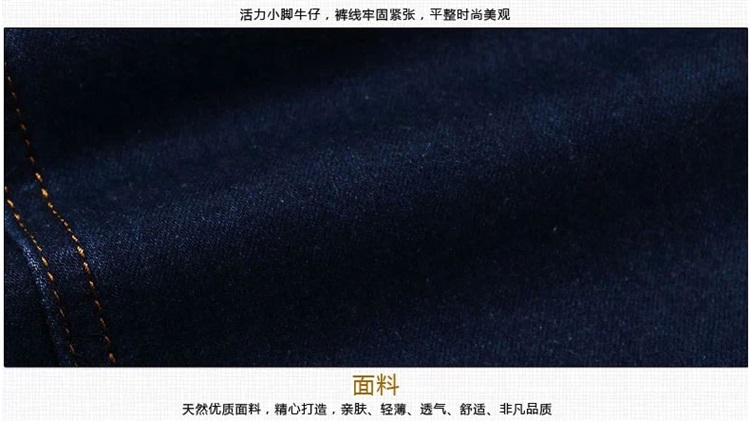 活力小脚牛仔，裤线牢固紧张，平整时尚美观
面料
天然优质面料，精心打造，亲肤、轻薄、透气、舒适、非凡品质